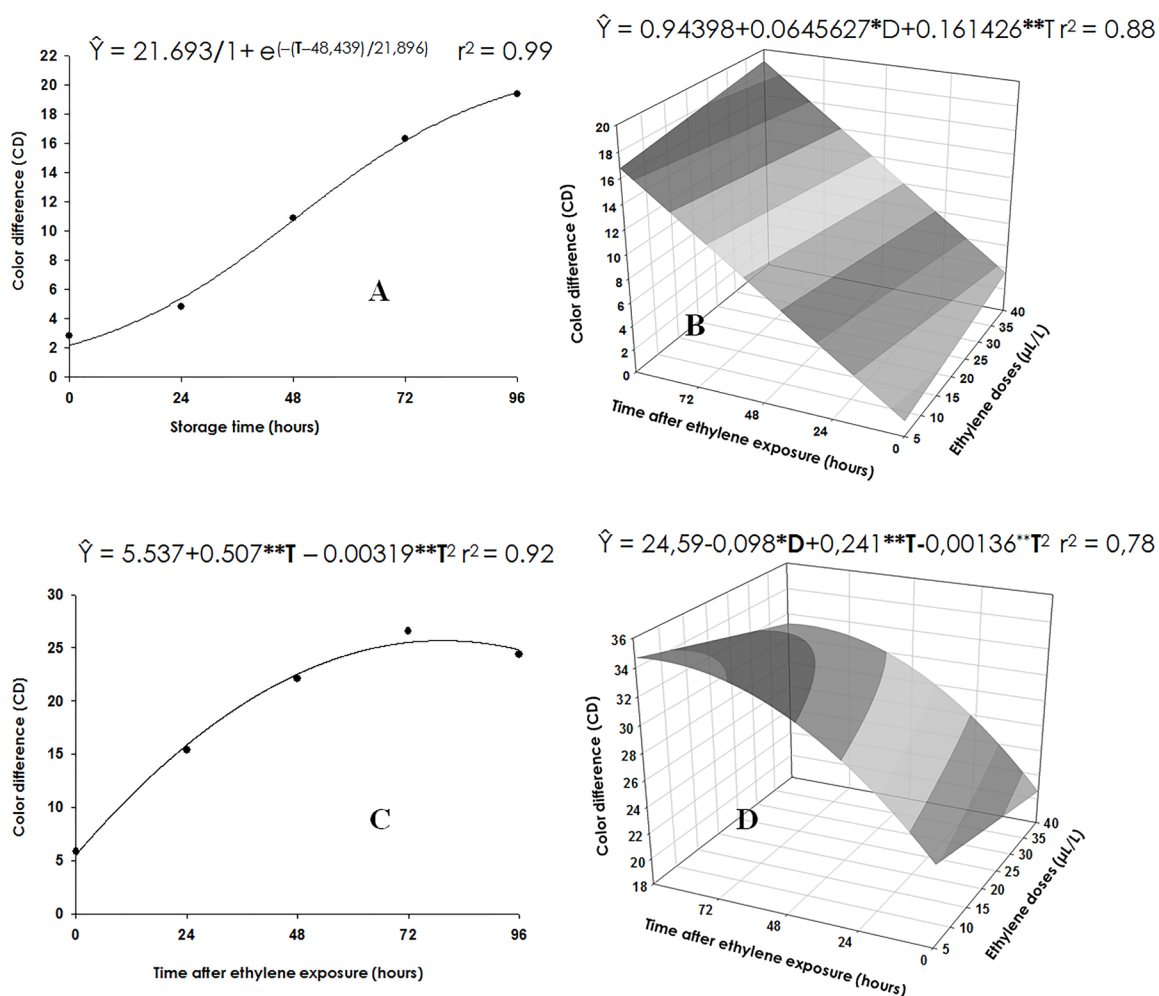 Ŷ = 21.693/1+ e(–(T–48,439)/21,896) r² = 0.99
Color difference (CD)
22
20
18
16
14
12
10
8
6
4
2
0
A
0 24 48 72 96
Storage time (hours)
Ŷ = 0.94398+0.0645627*D+0.161426**T r² = 0.88
Color difference (CD)
20
18
16
14
12
10
8
6
4
2
0
B
72 48 24 0
Time after ethylene exposure (hours)
40
35
30
25
20
15
10
5
Ethylene doses (µL/L)
Ŷ = 5.537+0.507**T – 0.00319**T² r² = 0.92
Color difference (CD)
30
25
20
15
10
5
0
C
0 24 48 72 96
Time after ethylene exposure (hours)
Ŷ = 24,59-0,098*D+0,241**T-0,00136**T² r² = 0,78
Color difference (CD)
36
34
32
30
28
26
24
22
20
18
D
72 48 24 0
Time after ethylene exposure (hours)
40
35
30
25
20
15
10
5
Ethylene doses (µL/L)